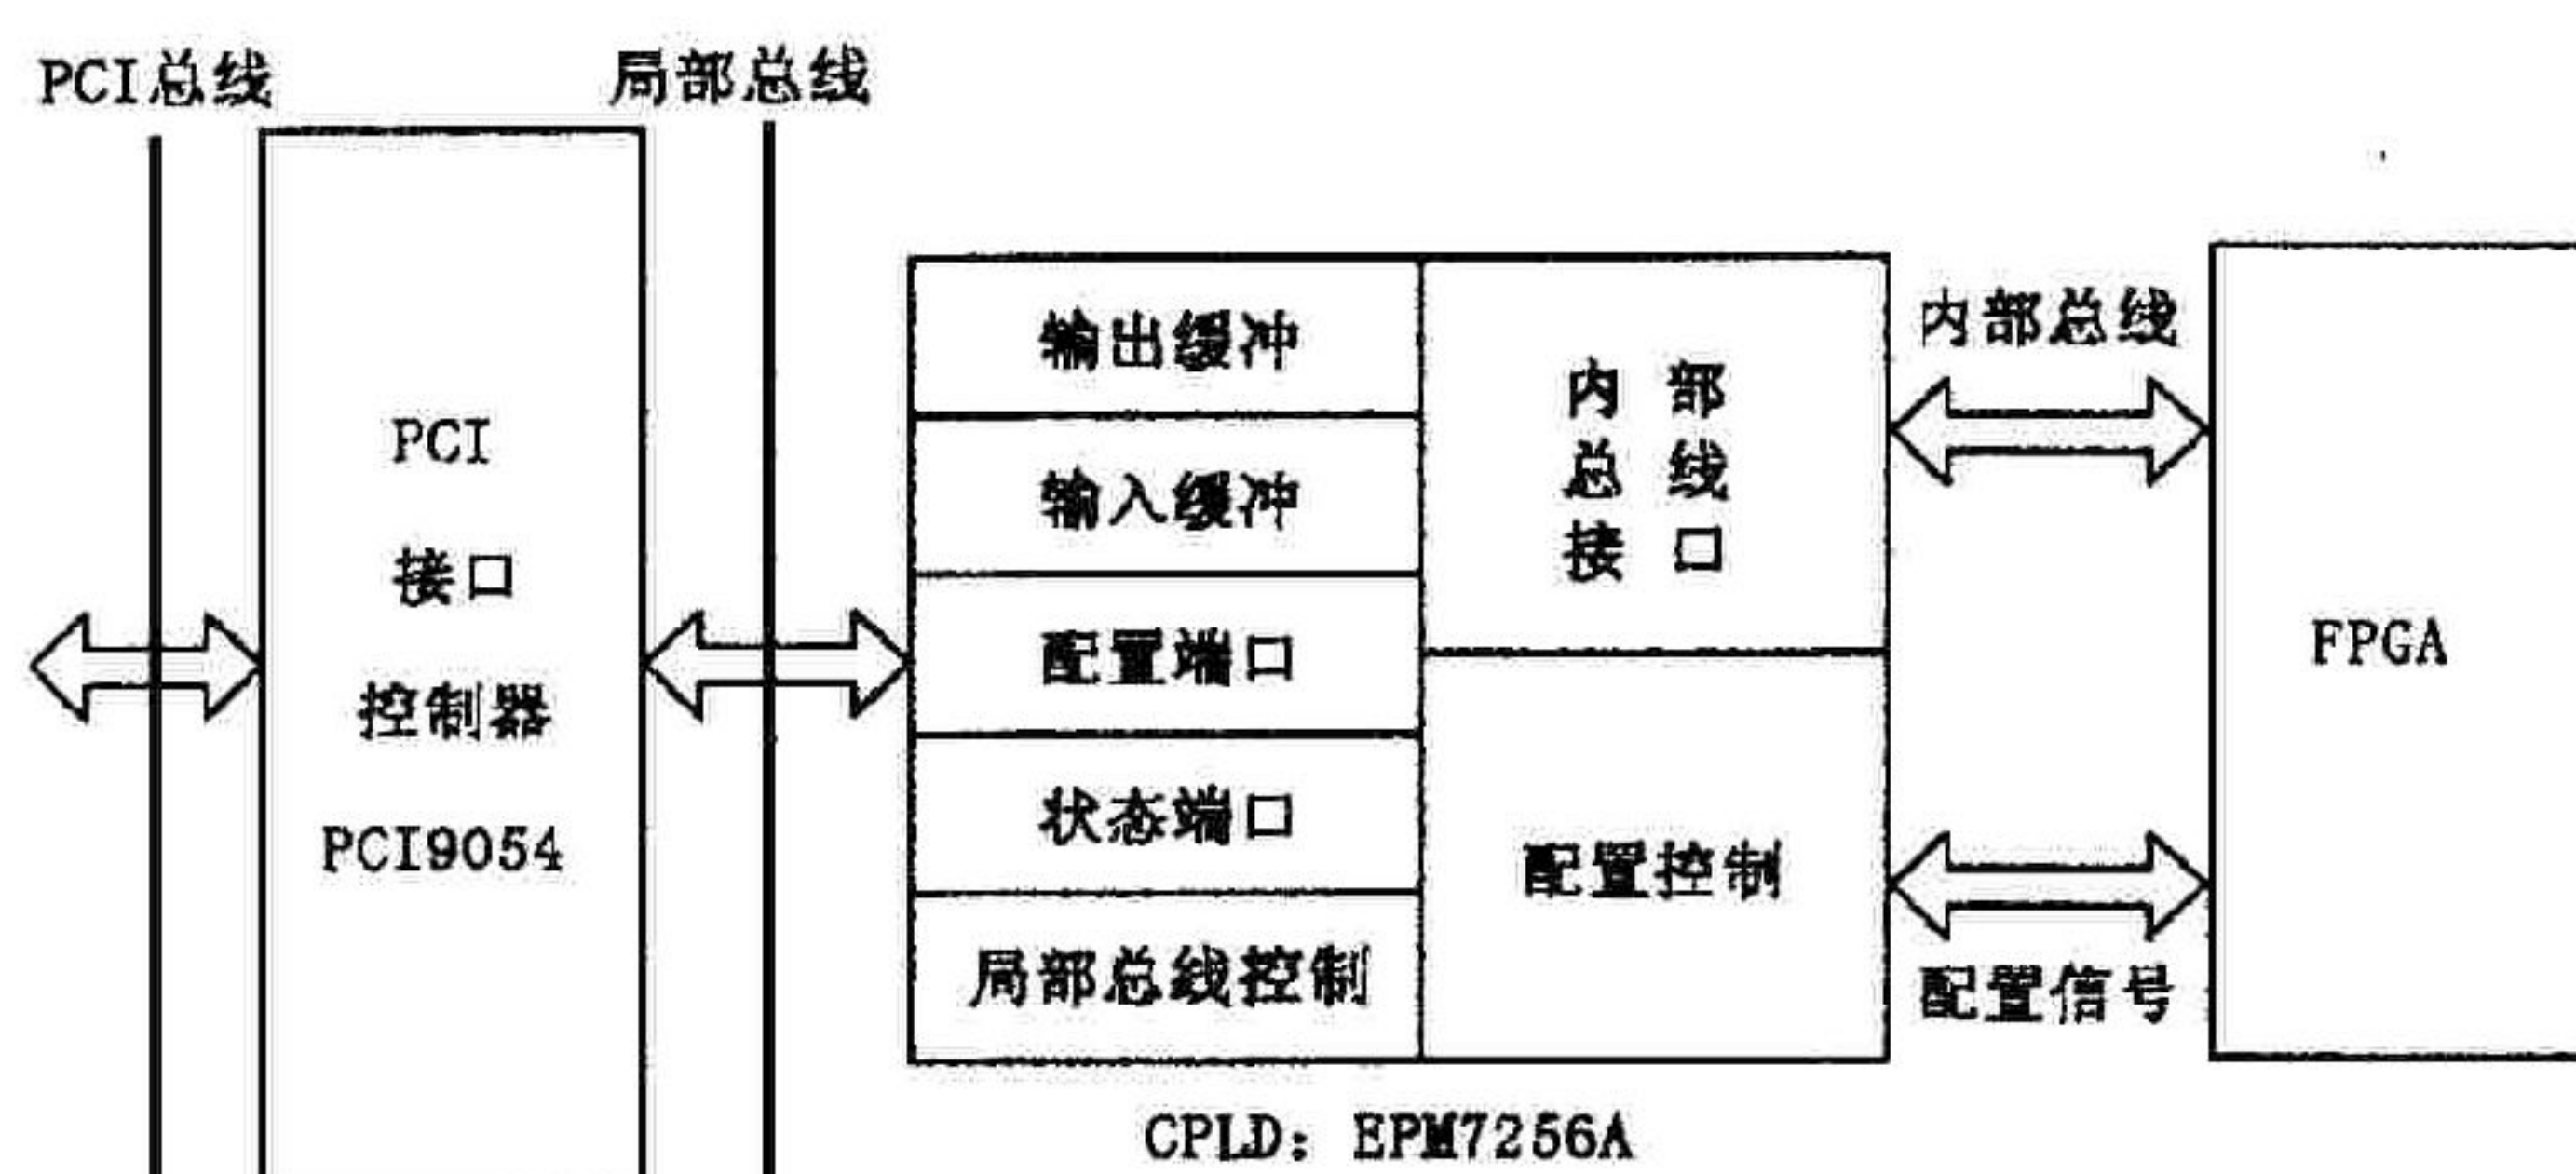 PCI总线
局部总线
PCI
接口
控制器
PCI9054
输出缓冲
输入缓冲
配置端口
状态端口
局部总线控制
内部
总线
接口
配置控制
内部总线
配置信号
FPGA
CPLD: EPM7256A